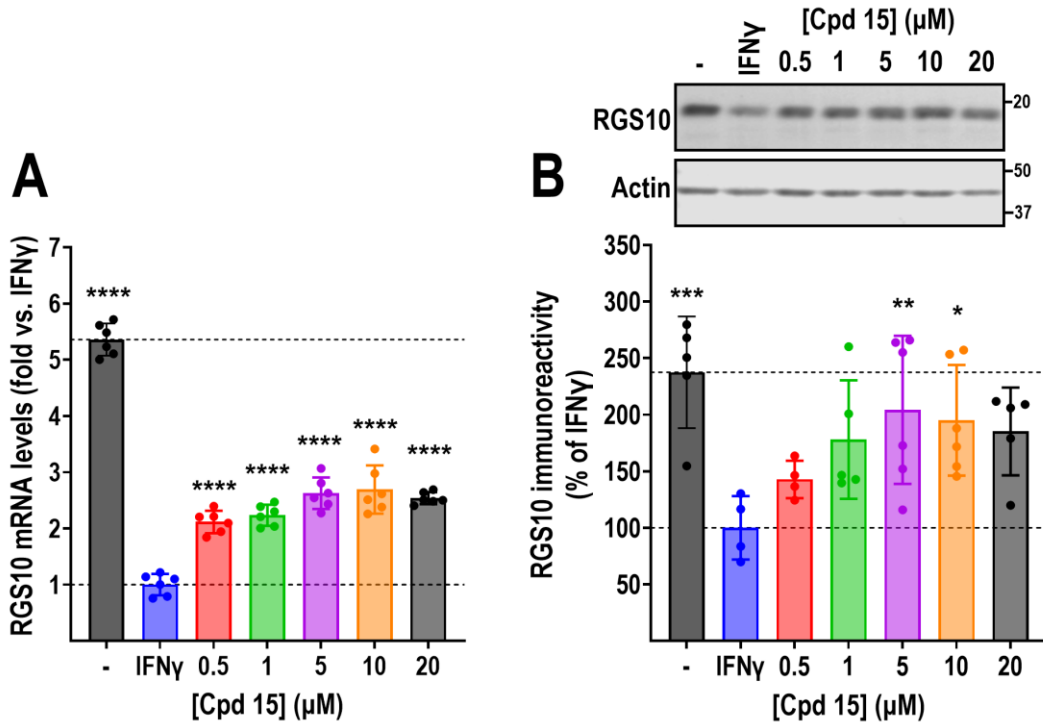 [Cpd 15] (µM)
- IFNγ 0.5 1 5 10 20
RGS10
-20
Actin
-50
-37
A
RGS10 mRNA levels (fold vs. IFNγ)
7
6
5
4
3
2
1
****
****
****
****
****
****
- IFNγ 0.5 1 5 10 20
[Cpd 15] (µM)
B
RGS10 immunoreactivity
(% of IFNγ)
350
300
250
200
150
100
50
***
**
*
- IFNγ 0.5 1 5 10 20
[Cpd 15] (µM)